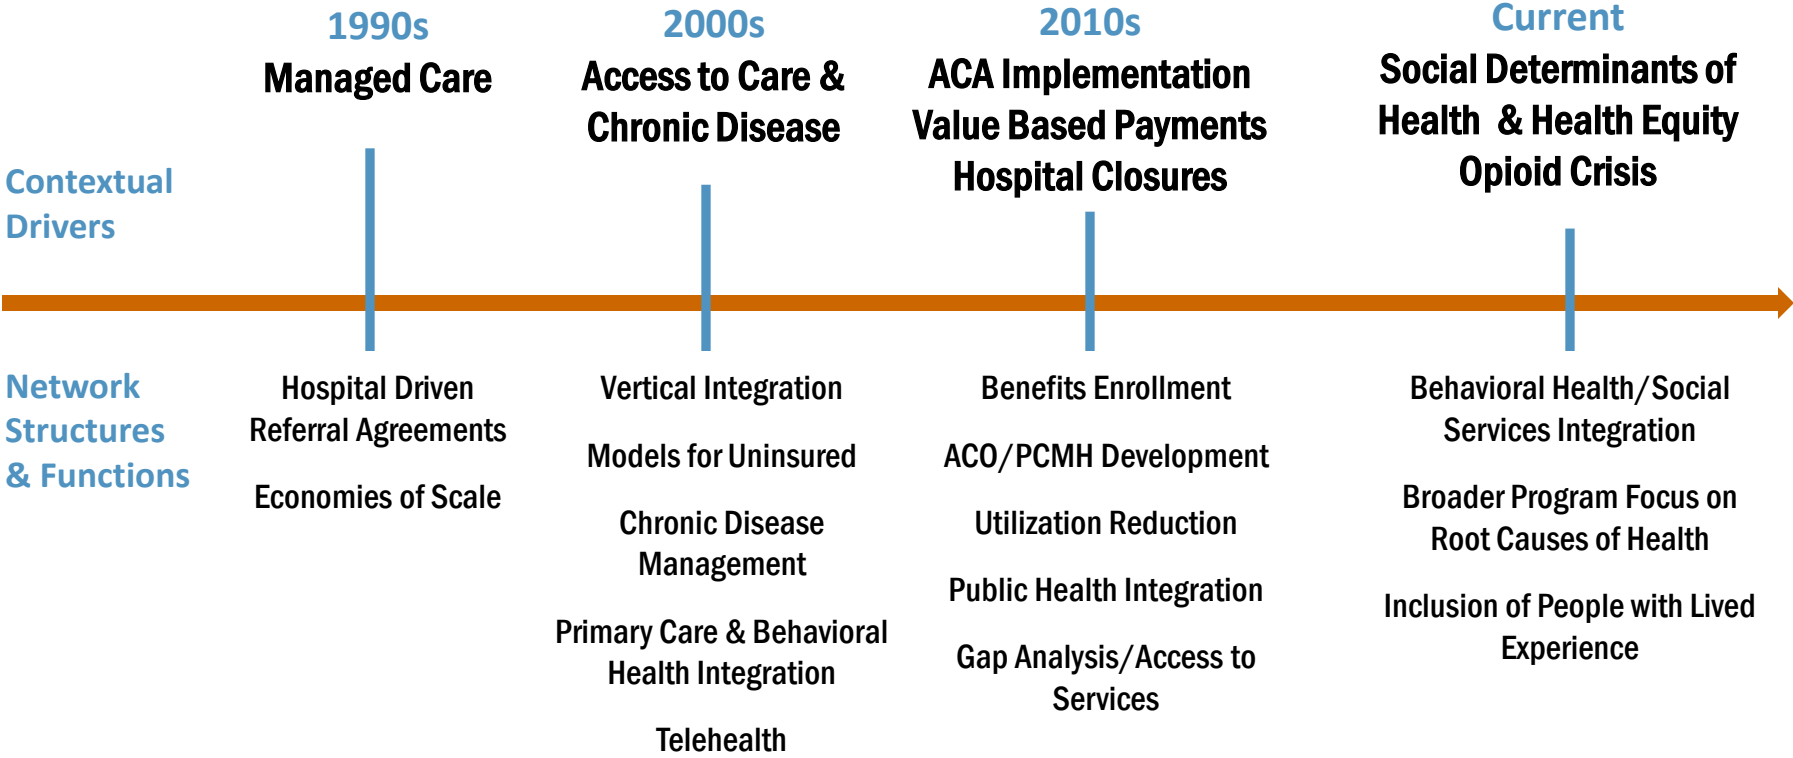 1990s
Managed Care
2000s
Access to Care &
Chronic Disease
2010s
ACA Implementation
Value Based Payments
Hospital Closures
Current
Social Determinants of
Health & Health Equity
Opioid Crisis
Contextual
Drivers
Network
Structures
& Functions
Hospital Driven
Referral Agreements
Economies of Scale
Vertical Integration
Models for Uninsured
Chronic Disease
Management
Primary Care & Behavioral
Health Integration
Telehealth
Benefits Enrollment
ACO/PCMH Development
Utilization Reduction
Public Health Integration
Gap Analysis/Access to
Services
Behavioral Health/Social
Services Integration
Broader Program Focus on
Root Causes of Health
Inclusion of People with Lived
Experience